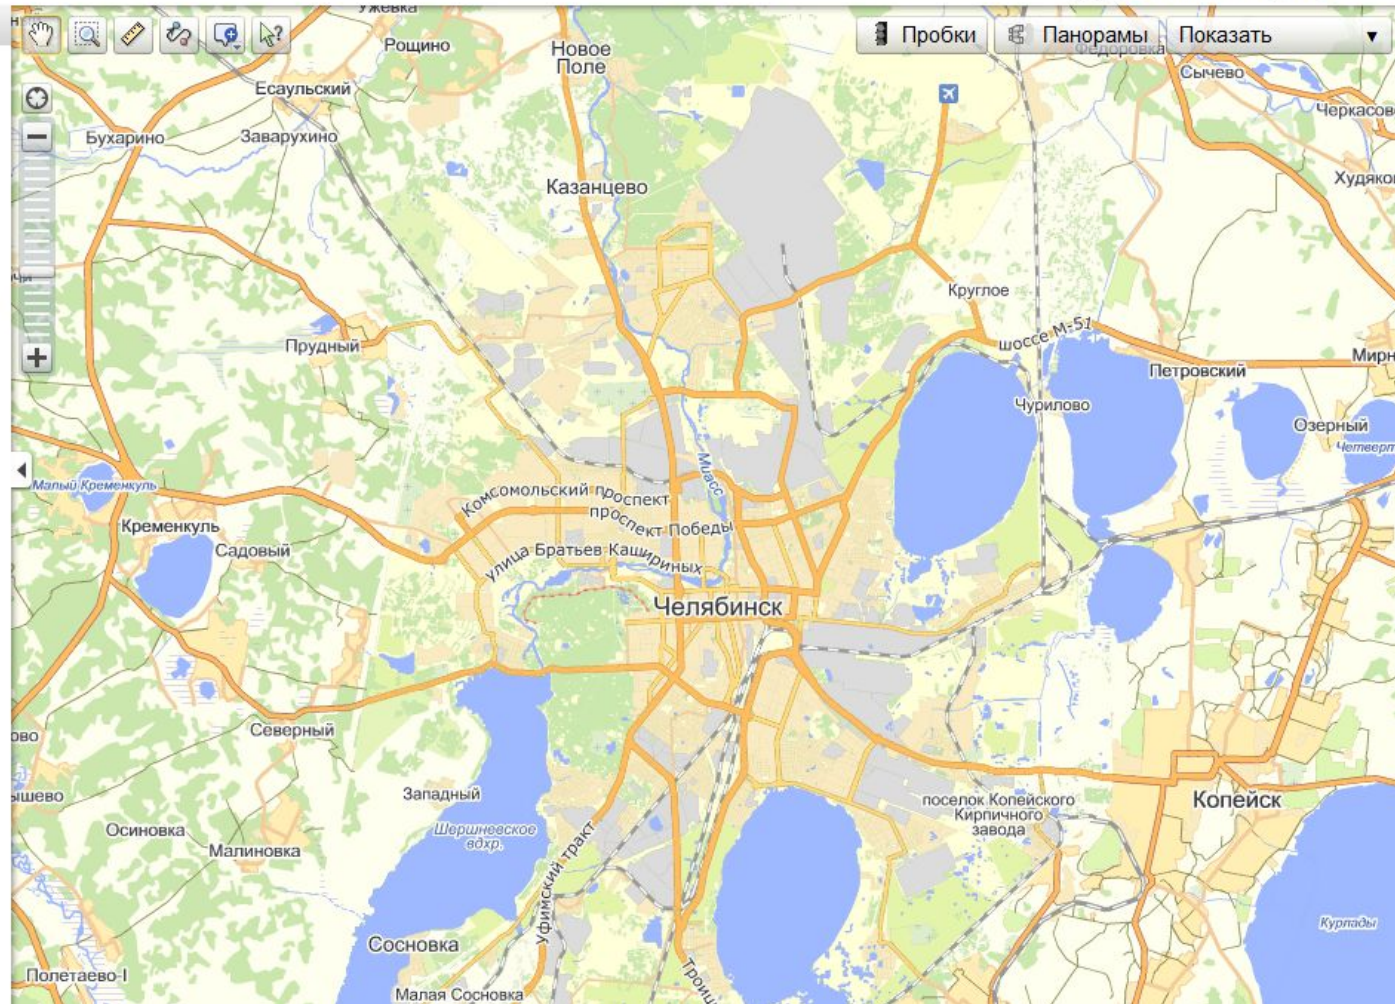 Ужевка
Рощино
Новое
Поле
Пробки
Панорамы
Показать
Федоровка
Сычево
Есаульский
Бухарино
Заварухино
Казанцево
Круглое
шоссе М-51
Прудный
Петровский
Чурилово
Озерный
Малый Кременкуль
Миасс
Комсомольский проспект
проспект Победы
Кременкуль
Садовый
улица Братьев Кашириных
Челябинск
Северный
Западный
Шершневское
вдхр.
поселок Копейского
Кирпичного
завода
Копейск
Осиновка
Малиновка
Уфимский тракт
Сосновка
Курлады
Полетаево-I
Малая Сосновка